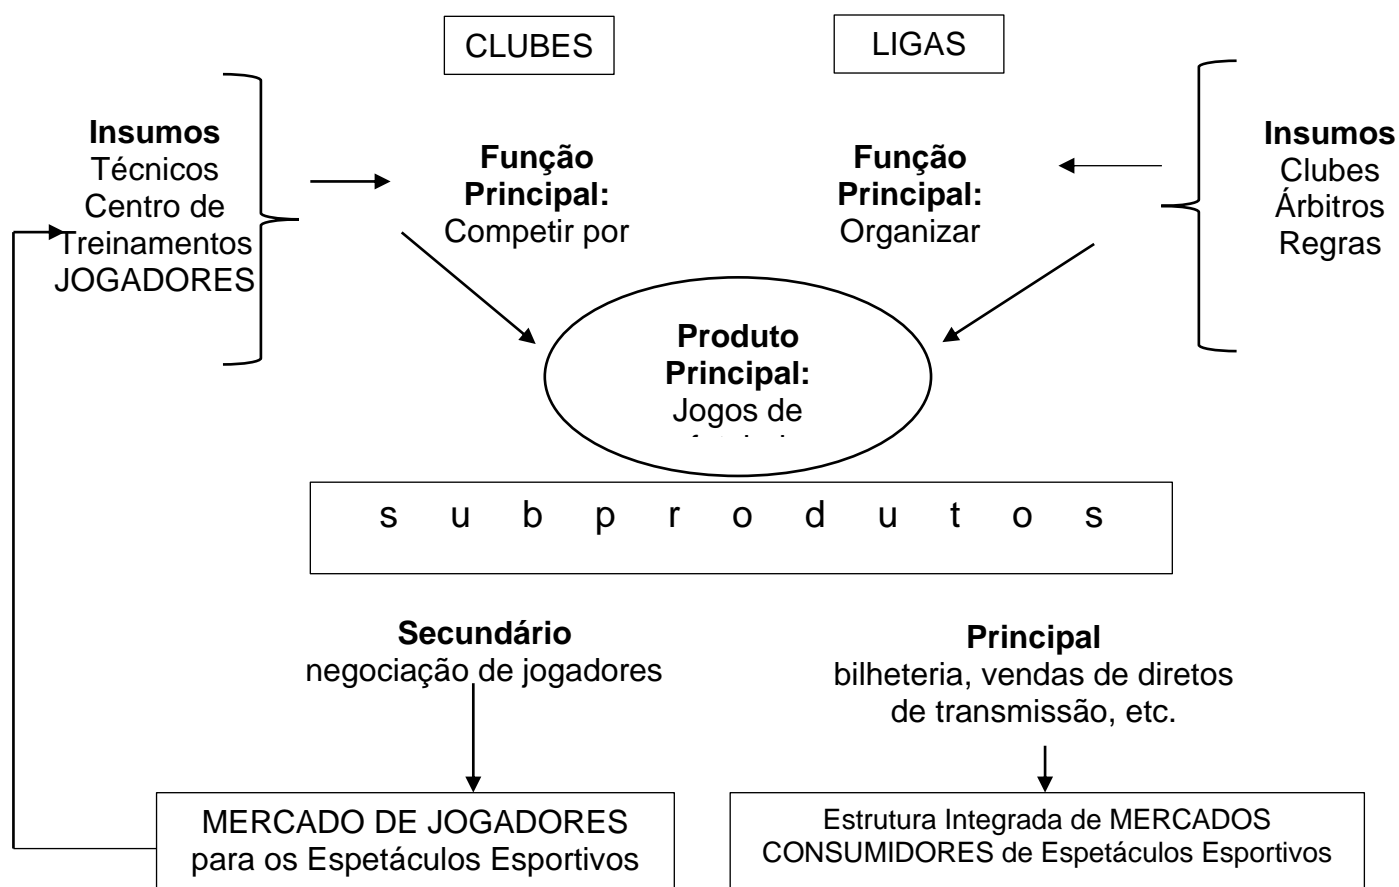 CLUBES
LIGAS
Insumos
Técnicos
Centro de
Treinamentos
JOGADORES
Função
Principal:
Competir por
Função
Principal:
Organizar
Insumos
Clubes
Árbitros
Regras
Produto
Principal:
Jogos de
s u b p r o d u t o s
Secundário
negociação de jogadores
Principal
bilheteria, vendas de diretos
de transmissão, etc.
MERCADO DE JOGADORES
para os Espetáculos Esportivos
Estrutura Integrada de MERCADOS
CONSUMIDORES de Espetáculos Esportivos